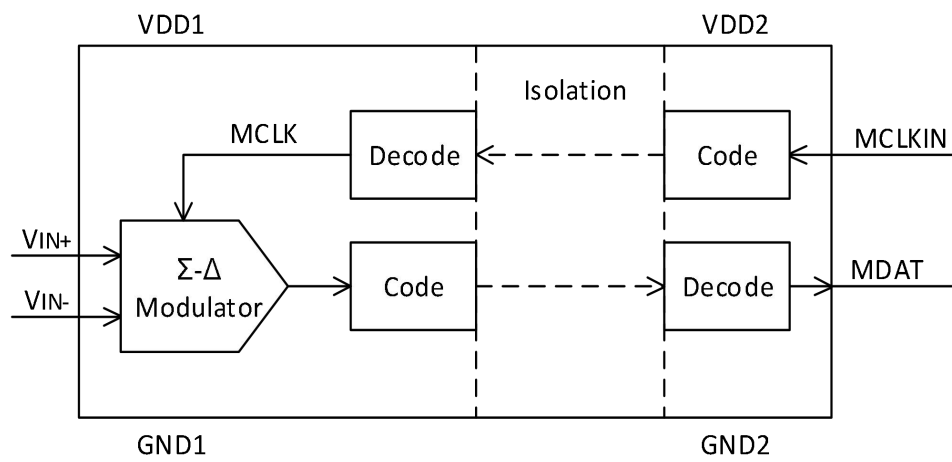 VDD1
VDD2
Isolation
MCLK
Decode
Code
MCLKIN
VIN+
Σ-Δ
Modulator
VIN-
Code
Decode
MDAT
GND1
GND2